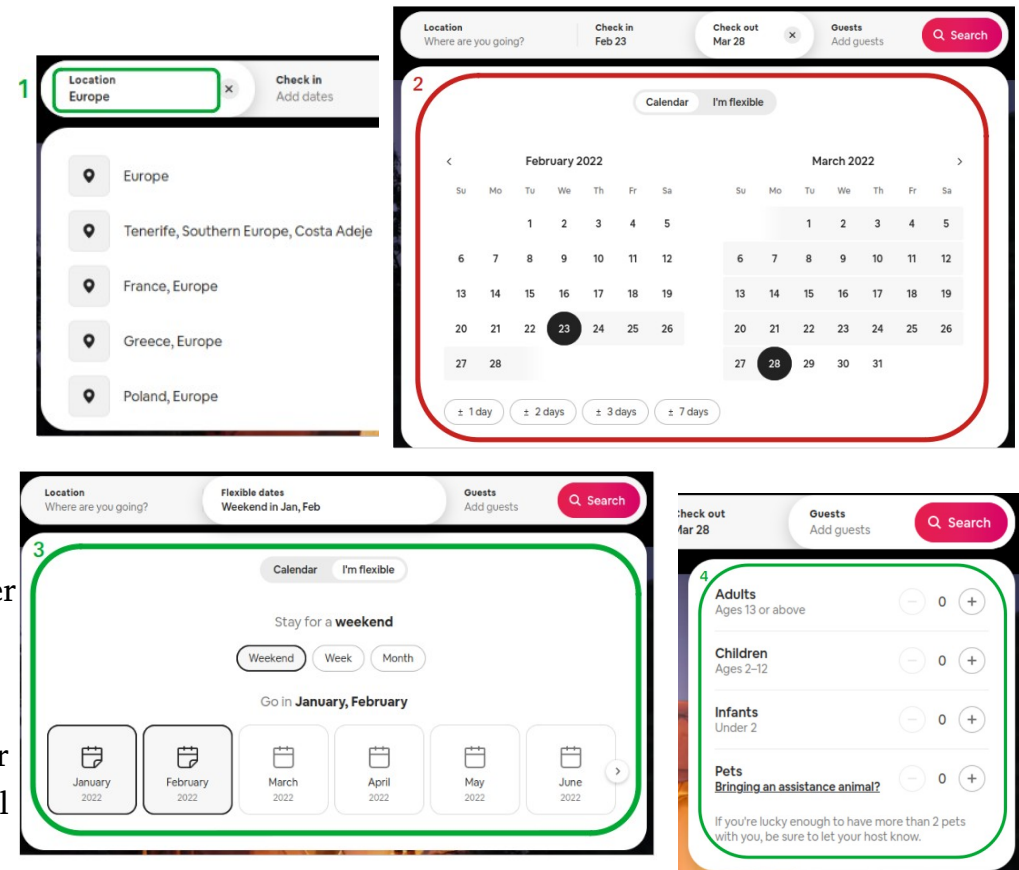 1
Location
Europe
Check in
Add dates
Europe
Tenerife, Southern Europe, Costa Adeje
France, Europe
Greece, Europe
Poland, Europe
Location
Where are you going?
Check in
Feb 23
Check out
Mar 28
Guests
Add guests
Search
2
Calendar I'm flexible
February 2022
Su Mo Tu We Th Fr Sa
1 2 3 4 5
6 7 8 9 10 11 12
13 14 15 16 17 18 19
20 21 22 23 24 25 26
27 28
March 2022
Su Mo Tu We Th Fr Sa
1 2 3 4 5
6 7 8 9 10 11 12
13 14 15 16 17 18 19
20 21 22 23 24 25 26
27 28 29 30 31
± 1 day ± 2 days ± 3 days ± 7 days
Location
Where are you going?
Flexible dates
Weekend in Jan, Feb
Guests
Add guests
Search
3
Calendar I'm flexible
Stay for a weekend
Weekend Week Month
Go in January, February
January
2022
February
2022
March
2022
April
2022
May
2022
June
2022
er
r
l
Check out
Mar 28
Guests
Add guests
Search
4
Adults
Ages 13 or above
0
Children
Ages 2–12
0
Infants
Under 2
0
Pets
Bringing an assistance animal?
0
If you're lucky enough to have more than 2 pets
with you, be sure to let your host know.